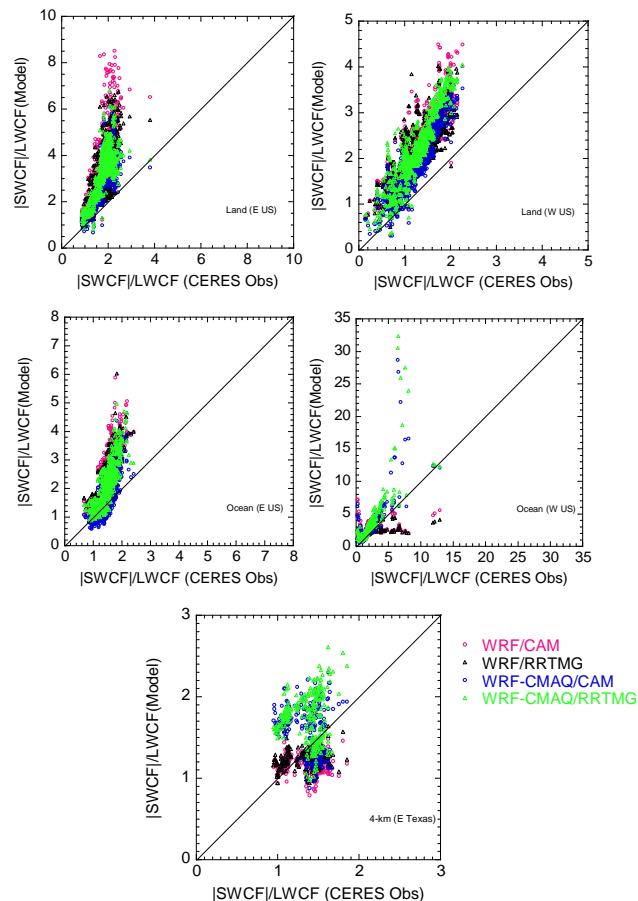 10
8
6
4
2
0
|SWCF|/LWCF(Model)
Land (E US)
0 2 4 6 8 10
|SWCF|/LWCF (CERES Obs)
5
4
3
2
1
0
|SWCF|/LWCF(Model)
Land (W US)
0 1 2 3 4 5
|SWCF|/LWCF (CERES Obs)
8
7
6
5
4
3
2
1
0
|SWCF|/LWCF(Model)
Ocean (E US)
0 1 2 3 4 5 6 7 8
|SWCF|/LWCF (CERES Obs)
35
30
25
20
15
10
5
0
|SWCF|/LWCF(Model)
Ocean (W US)
0 5 10 15 20 25 30 35
|SWCF|/LWCF (CERES Obs)
3
2
1
0
|SWCF|/LWCF(Model)
4-km (E Texas)
0 1 2 3
|SWCF|/LWCF (CERES Obs)
WRF/CAM
WRF/RRTMG
WRF-CMAQ/CAM
WRF-CMAQ/RRTMG